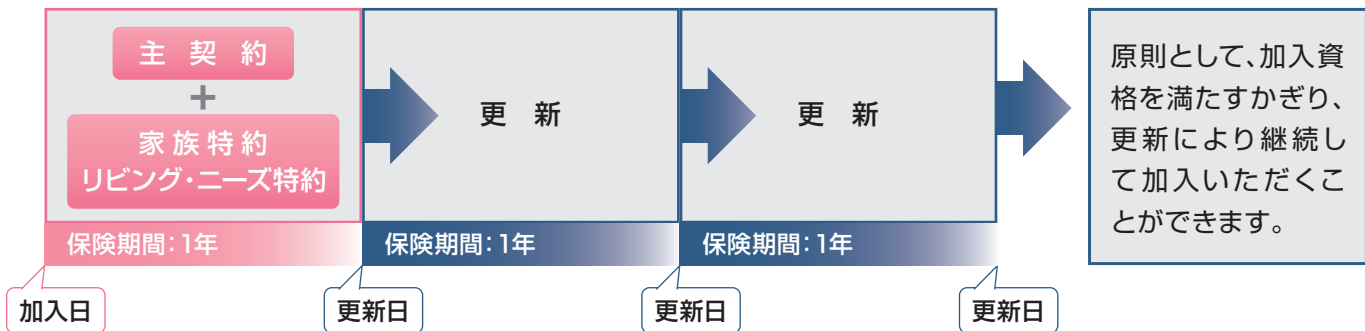 主契約
+
家族特約
リビング・ニーズ特約
更新
更新
原則として、加入資
格を満たすかぎり、
更新により継続し
て加入いただくこ
とができます。
保険期間：1年
保険期間：1年
保険期間：1年
加入日
更新日
更新日
更新日